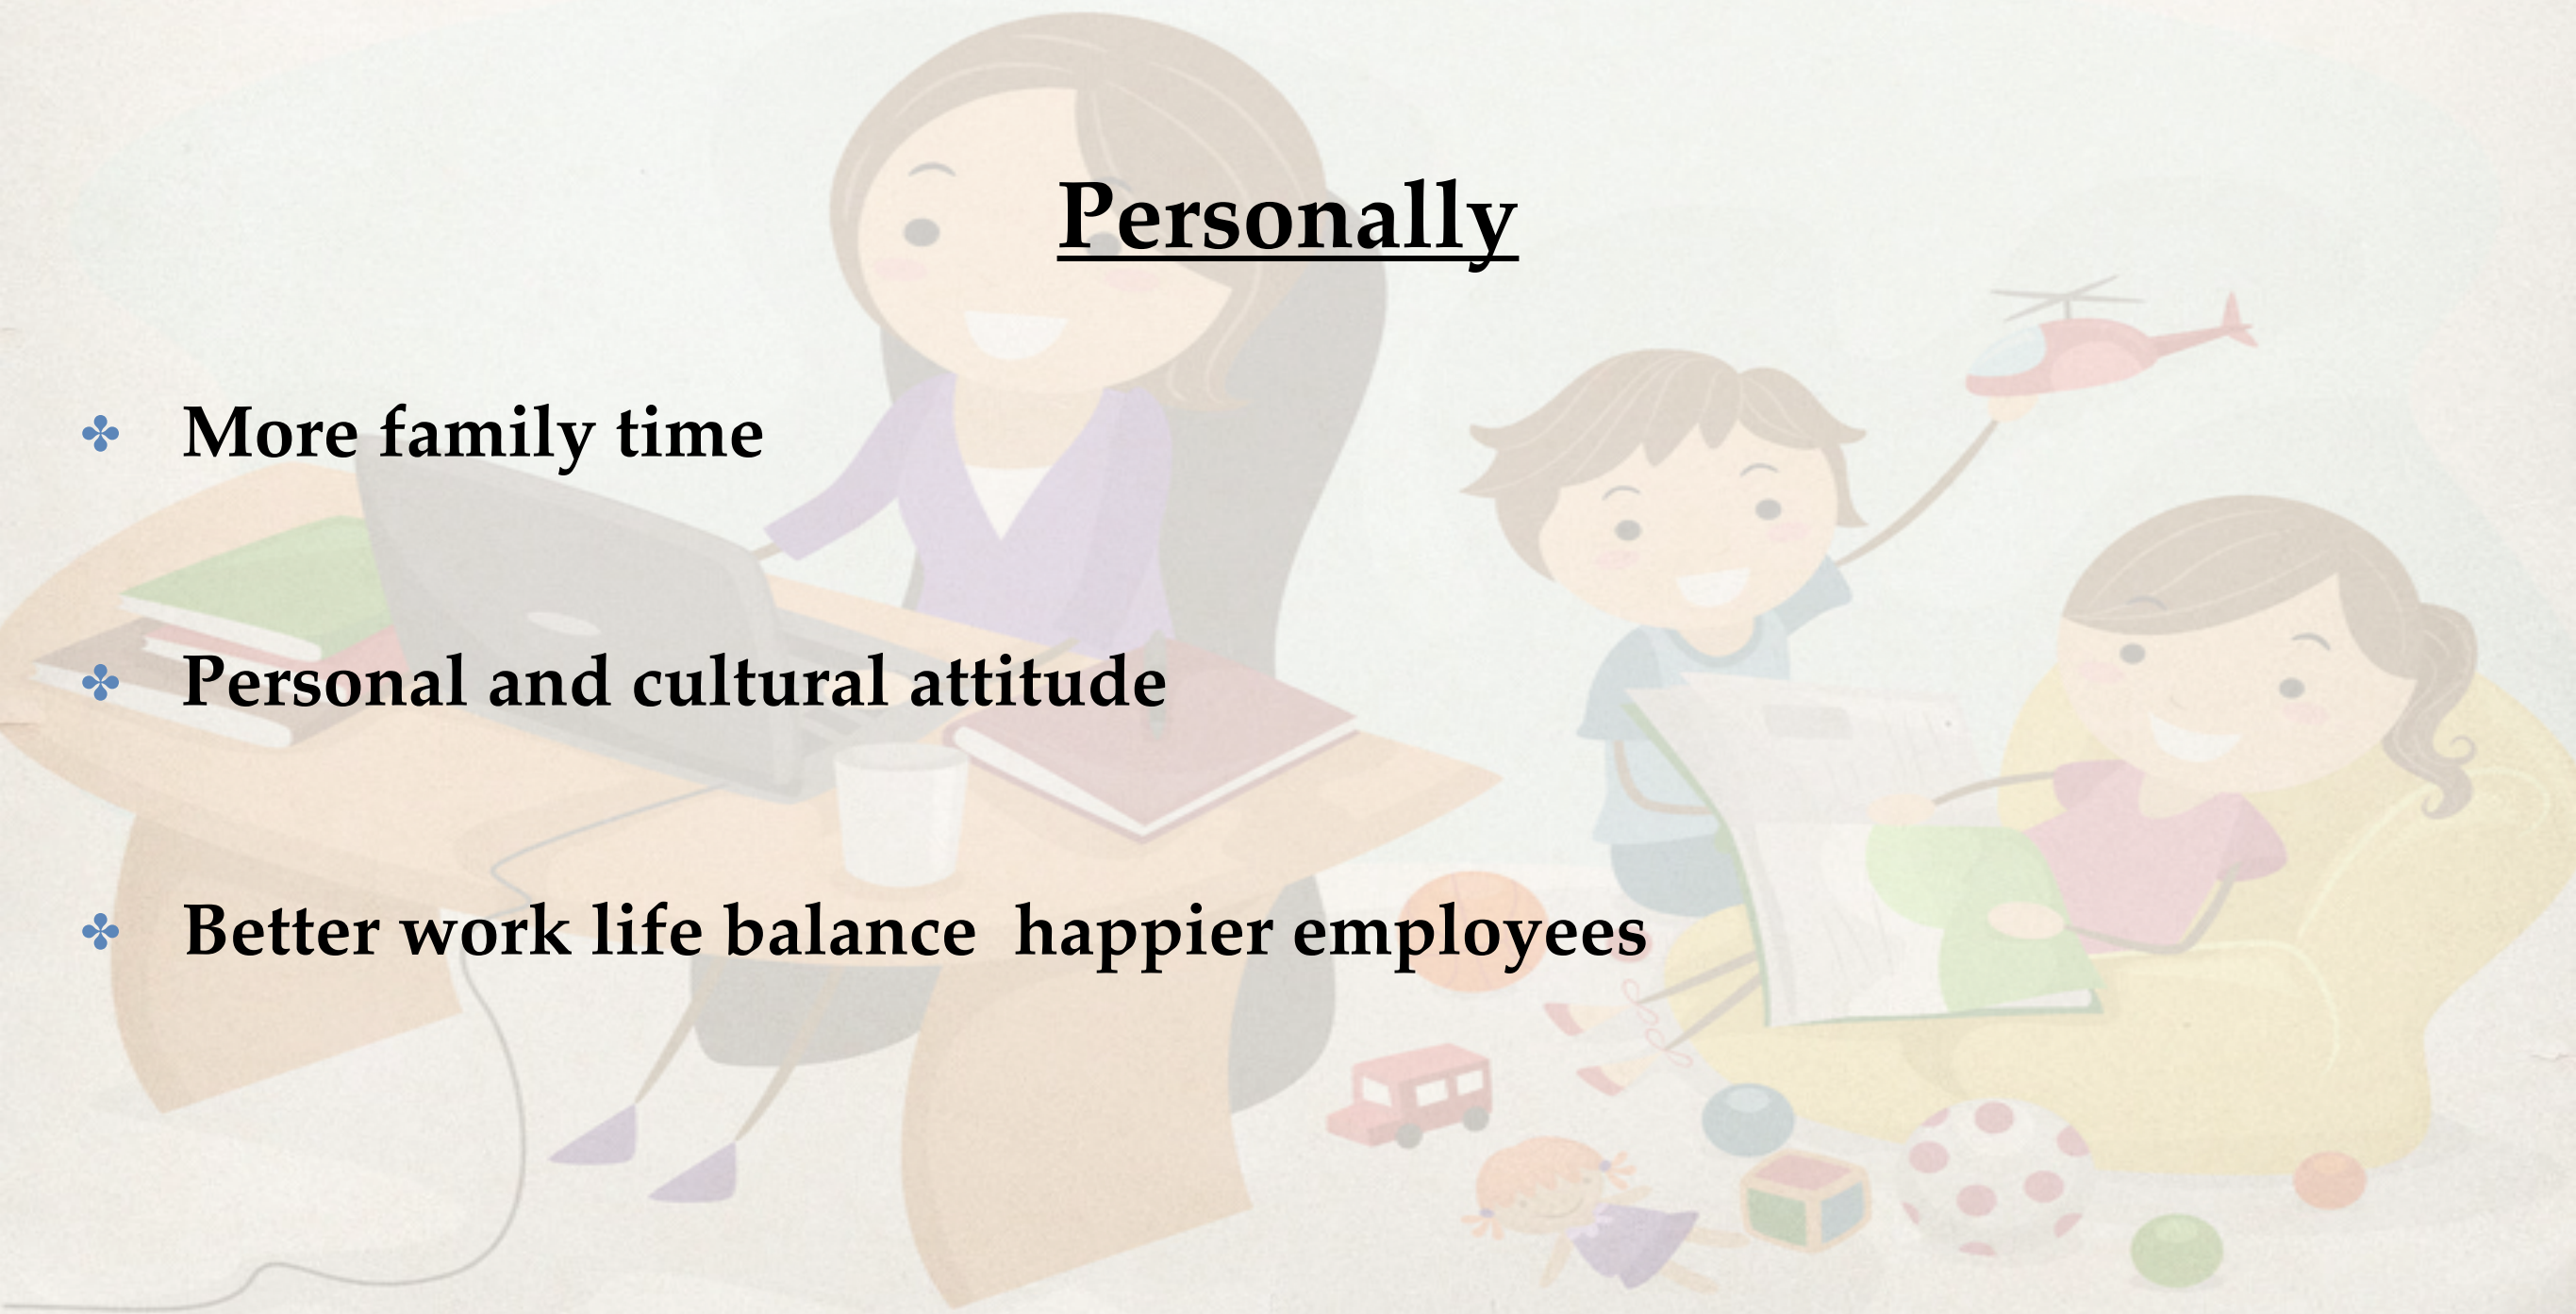 Personally
More family time
Personal and cultural attitude
Better work life balance  happier employees